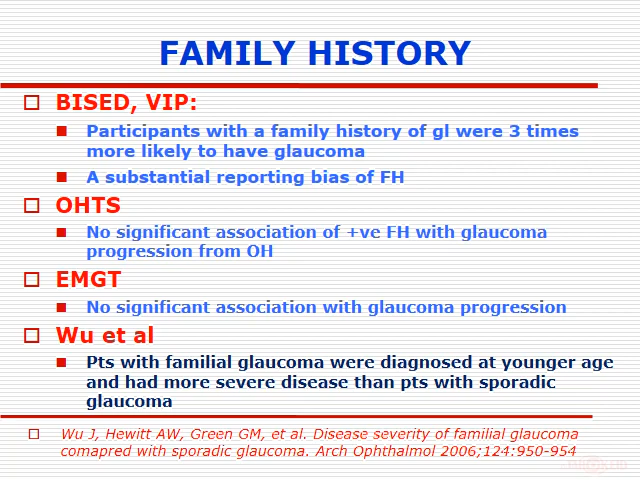 FAMILY HISTORY
BISED, VIP:
Participants with a family history of gl were 3 times
more likely to have glaucoma
A substantial reporting bias of FH
OHTS
No significant association of +ve FH with glaucoma
progression from OH
EMGT
No significant association with glaucoma progression
Wu et al
Pts with familial glaucoma were diagnosed at younger age
and had more severe disease than pts with sporadic
glaucoma
Wu J, Hewitt AW, Green GM, et al. Disease severity of familial glaucoma
comapred with sporadic glaucoma. Arch Ophthalmol 2006;124:950-954